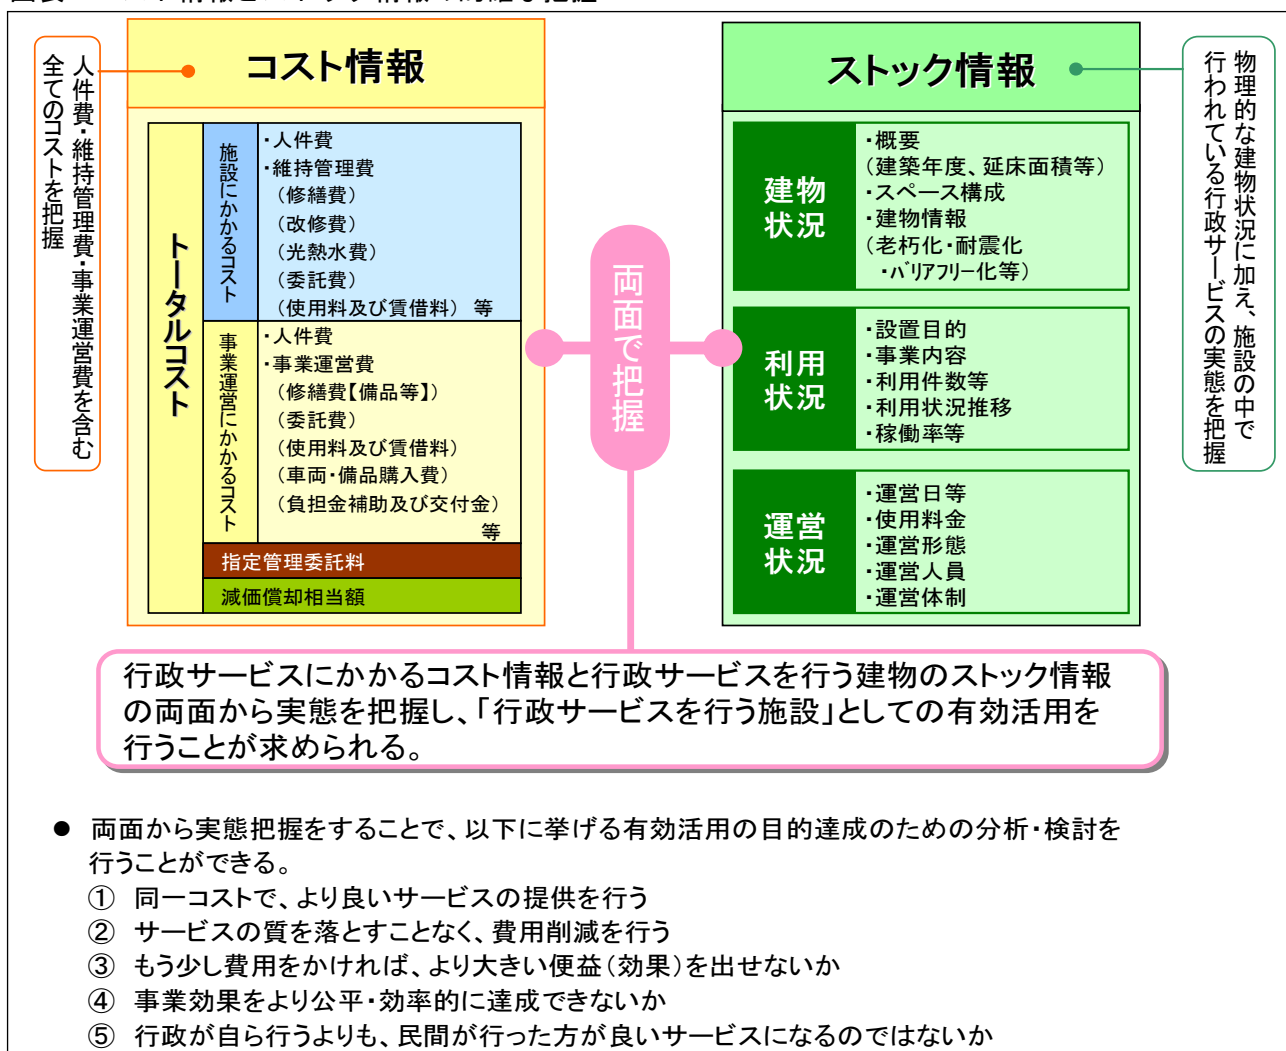 人件費・維持管理費・事業運営費を含む
全てのコストを把握
コスト情報
トータルコスト
施設にかかるコスト
・人件費
・維持管理費
（修繕費）
（改修費）
（光熱水費）
（委託費）
（使用料及び賃借料） 等
事業運営にかかるコスト
・人件費
・事業運営費
（修繕費【備品等】）
（委託費）
（使用料及び賃借料）
（車両・備品購入費）
（負担金補助及び交付金）
等
指定管理委託料
減価償却相当額
両面で把握
ストック情報
建物
状況
・概要
（建築年度、延床面積等）
・スペース構成
・建物情報
（老朽化・耐震化
・ﾊﾞﾘｱﾌﾘｰ化等）
利用
状況
・設置目的
・事業内容
・利用件数等
・利用状況推移
・稼働率等
運営
状況
・運営日等
・使用料金
・運営形態
・運営人員
・運営体制
物理的な建物状況に加え、施設の中で
行われている行政サービスの実態を把握
行政サービスにかかるコスト情報と行政サービスを行う建物のストック情報
の両面から実態を把握し、「行政サービスを行う施設」としての有効活用を
行うことが求められる。
● 両面から実態把握をすることで、以下に挙げる有効活用の目的達成のための分析・検討を
行うことができる。
① 同一コストで、より良いサービスの提供を行う
② サービスの質を落とすことなく、費用削減を行う
③ もう少し費用をかければ、より大きい便益（効果）を出せないか
④ 事業効果をより公平・効率的に達成できないか
⑤ 行政が自ら行うよりも、民間が行った方が良いサービスになるのではないか